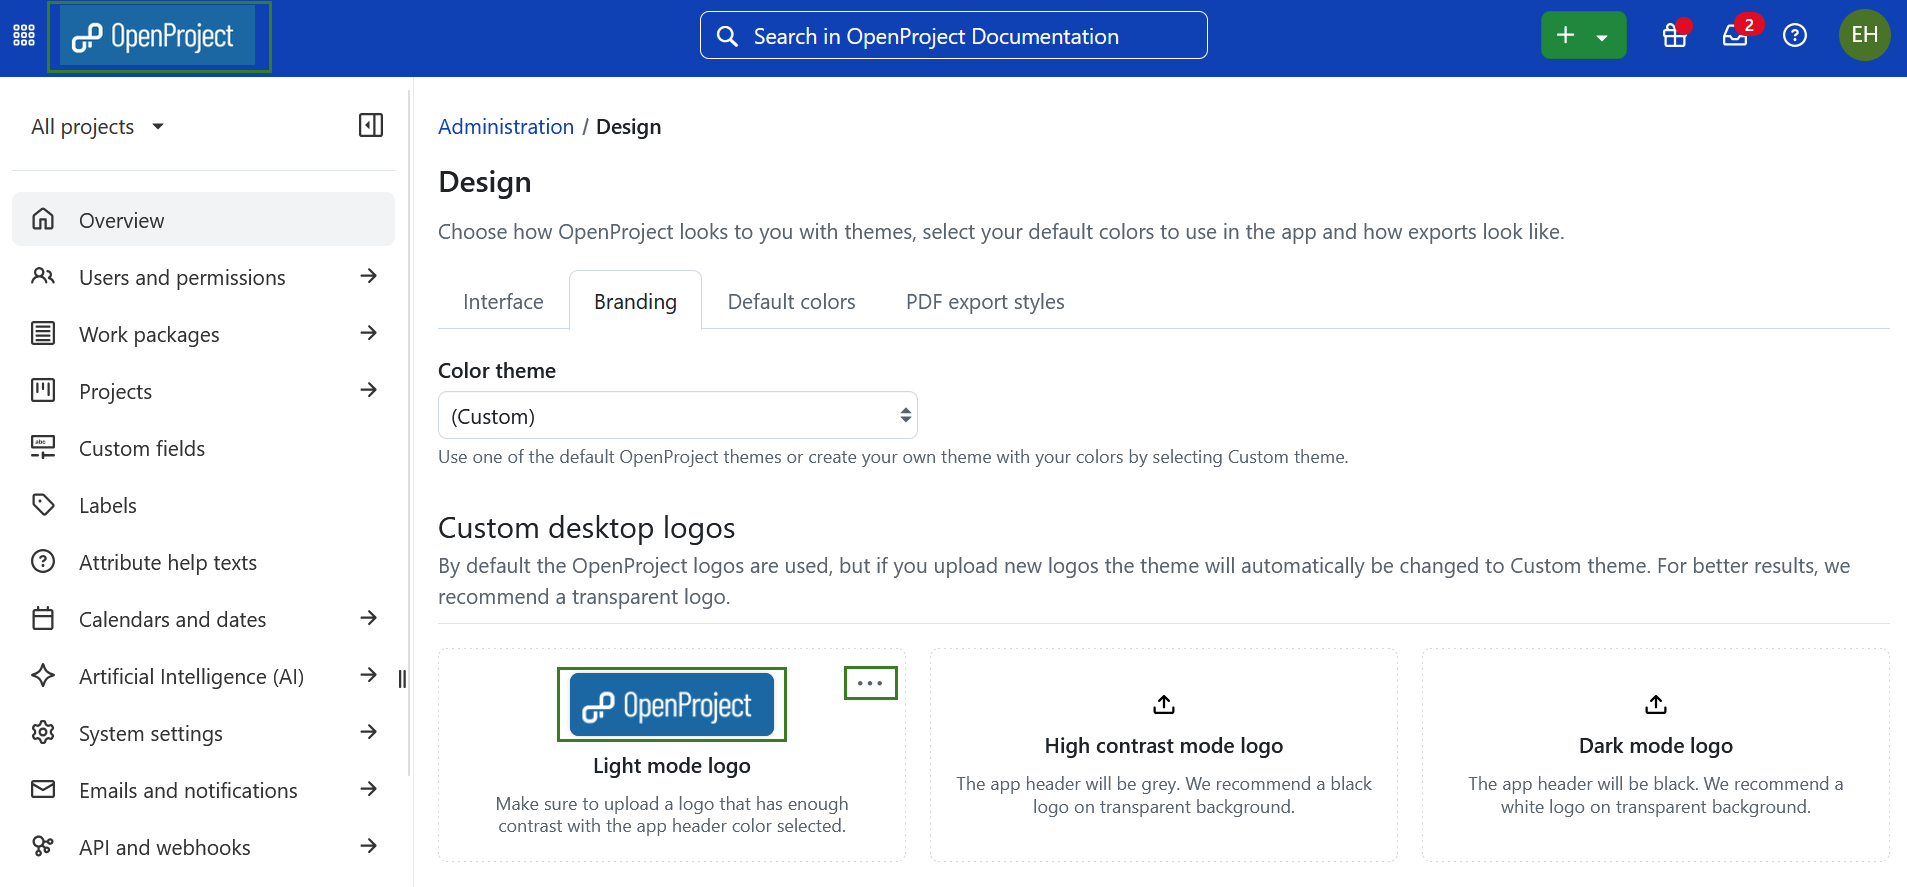 OpenProject
Search in OpenProject Documentation
+
2
EH
All projects
Administration / Design
Overview
Users and permissions
Work packages
Projects
Custom fields
Labels
Attribute help texts
Calendars and dates
Artificial Intelligence (AI)
System settings
Emails and notifications
API and webhooks
Design
Choose how OpenProject looks to you with themes, select your default colors to use in the app and how exports look like.
Interface
Branding
Default colors
PDF export styles
Color theme
(Custom)
Use one of the default OpenProject themes or create your own theme with your colors by selecting Custom theme.
Custom desktop logos
By default the OpenProject logos are used, but if you upload new logos the theme will automatically be changed to Custom theme. For better results, we
recommend a transparent logo.
OpenProject
...
Light mode logo
Make sure to upload a logo that has enough
contrast with the app header color selected.
High contrast mode logo
The app header will be grey. We recommend a black
logo on transparent background.
Dark mode logo
The app header will be black. We recommend a
white logo on transparent background.